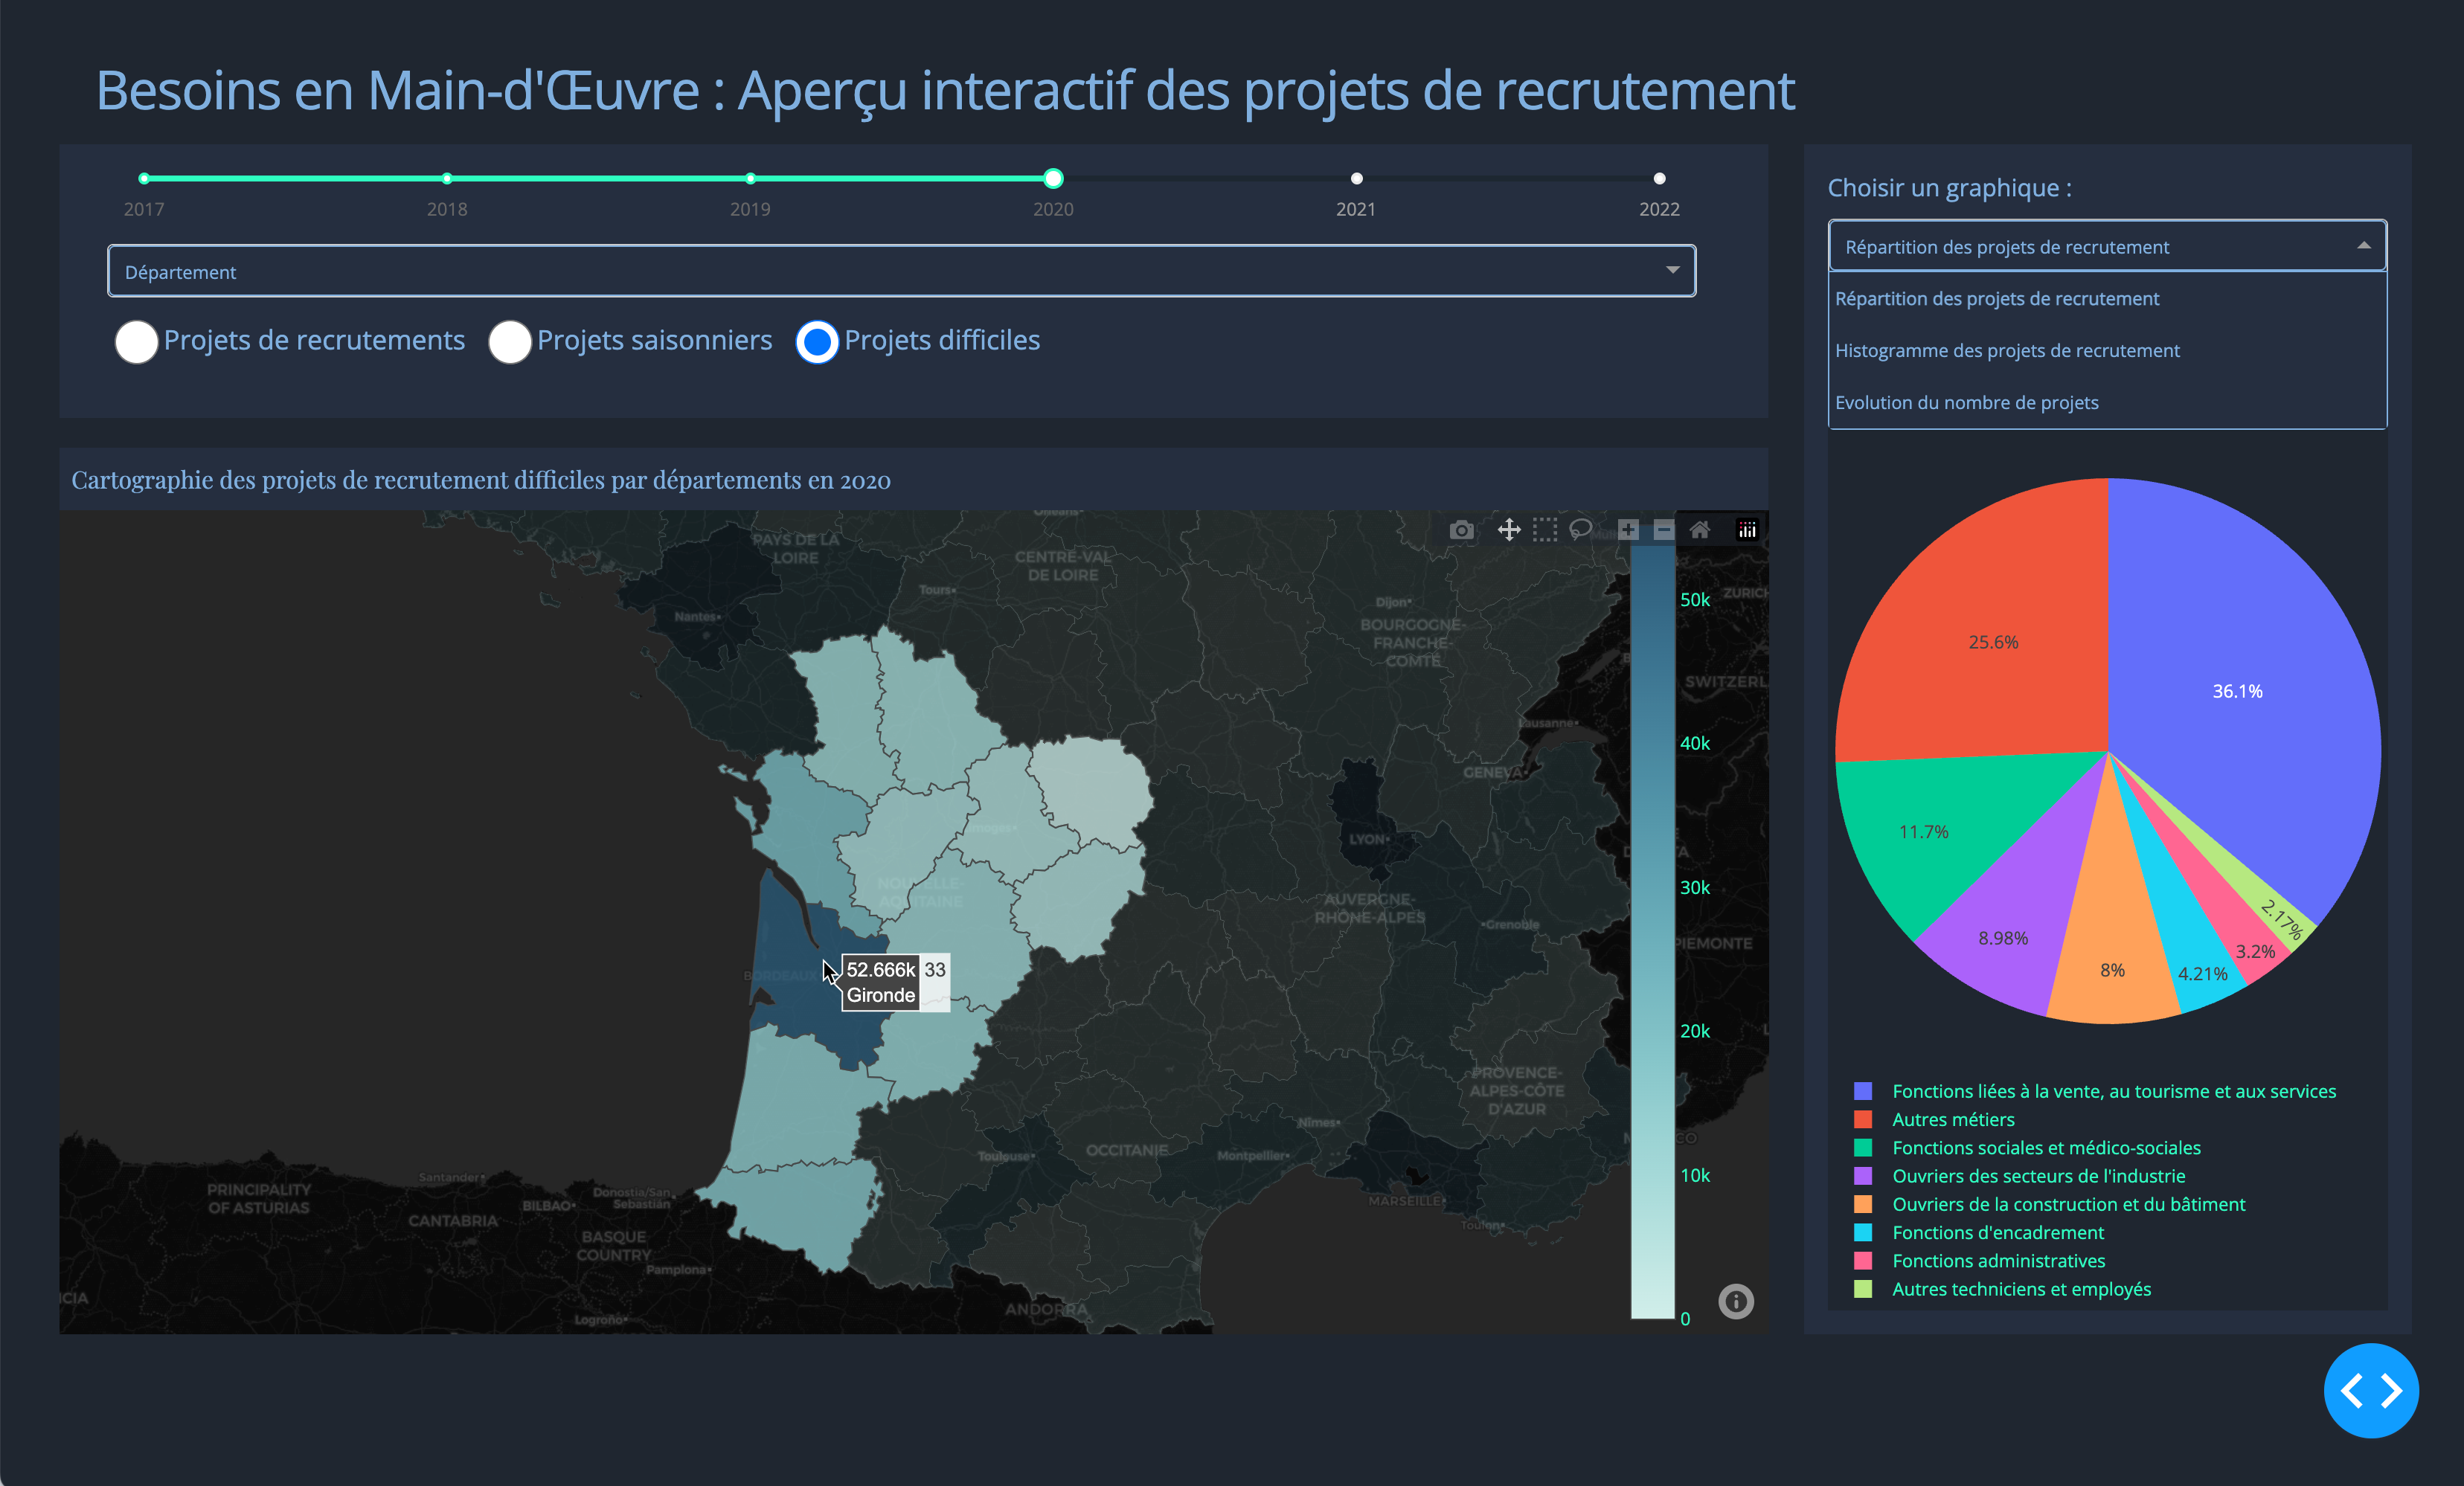 Besoins en Main-d'Œuvre : Aperçu interactif des projets de recrutement
2017
2018
2019
2020
2021
2022
Département
Projets de recrutements
Projets saisonniers
Projets difficiles
Choisir un graphique :
Répartition des projets de recrutement
Répartition des projets de recrutement
Histogramme des projets de recrutement
Evolution du nombre de projets
Cartographie des projets de recrutement difficiles par départements en 2020
PAYS DE LA
LOIRE
CENTRE-VAL
DE LOIRE
Tours
Nantes
Dijon
BOURGOGNE-
FRANCHE-
COMTÉ
ZURICH
SWITZERL
Lausanne
GENEVA
LYON
AUVERGNE-
RHÔNE-ALPES
Grenoble
PIEMONTE
52.666k
Gironde
33
PROVENCE-
ALPES-CÔTE
D'AZUR
Nîmes
OCCITANIE
Toulouse
Montpellier
MARSEILLE
Toulon
Santander
PRINCIPALITY
OF ASTURIAS
CANTABRIA
BILBAO
Donostia/San
Sebastián
BASQUE
COUNTRY
Pamplona
Logroño
ANDORRA
50k
40k
30k
20k
10k
0
25.6%
36.1%
11.7%
8.98%
8%
4.21%
3.2%
2.17%
Fonctions liées à la vente, au tourisme et aux services
Autres métiers
Fonctions sociales et médico-sociales
Ouvriers des secteurs de l'industrie
Ouvriers de la construction et du bâtiment
Fonctions d'encadrement
Fonctions administratives
Autres techniciens et employés